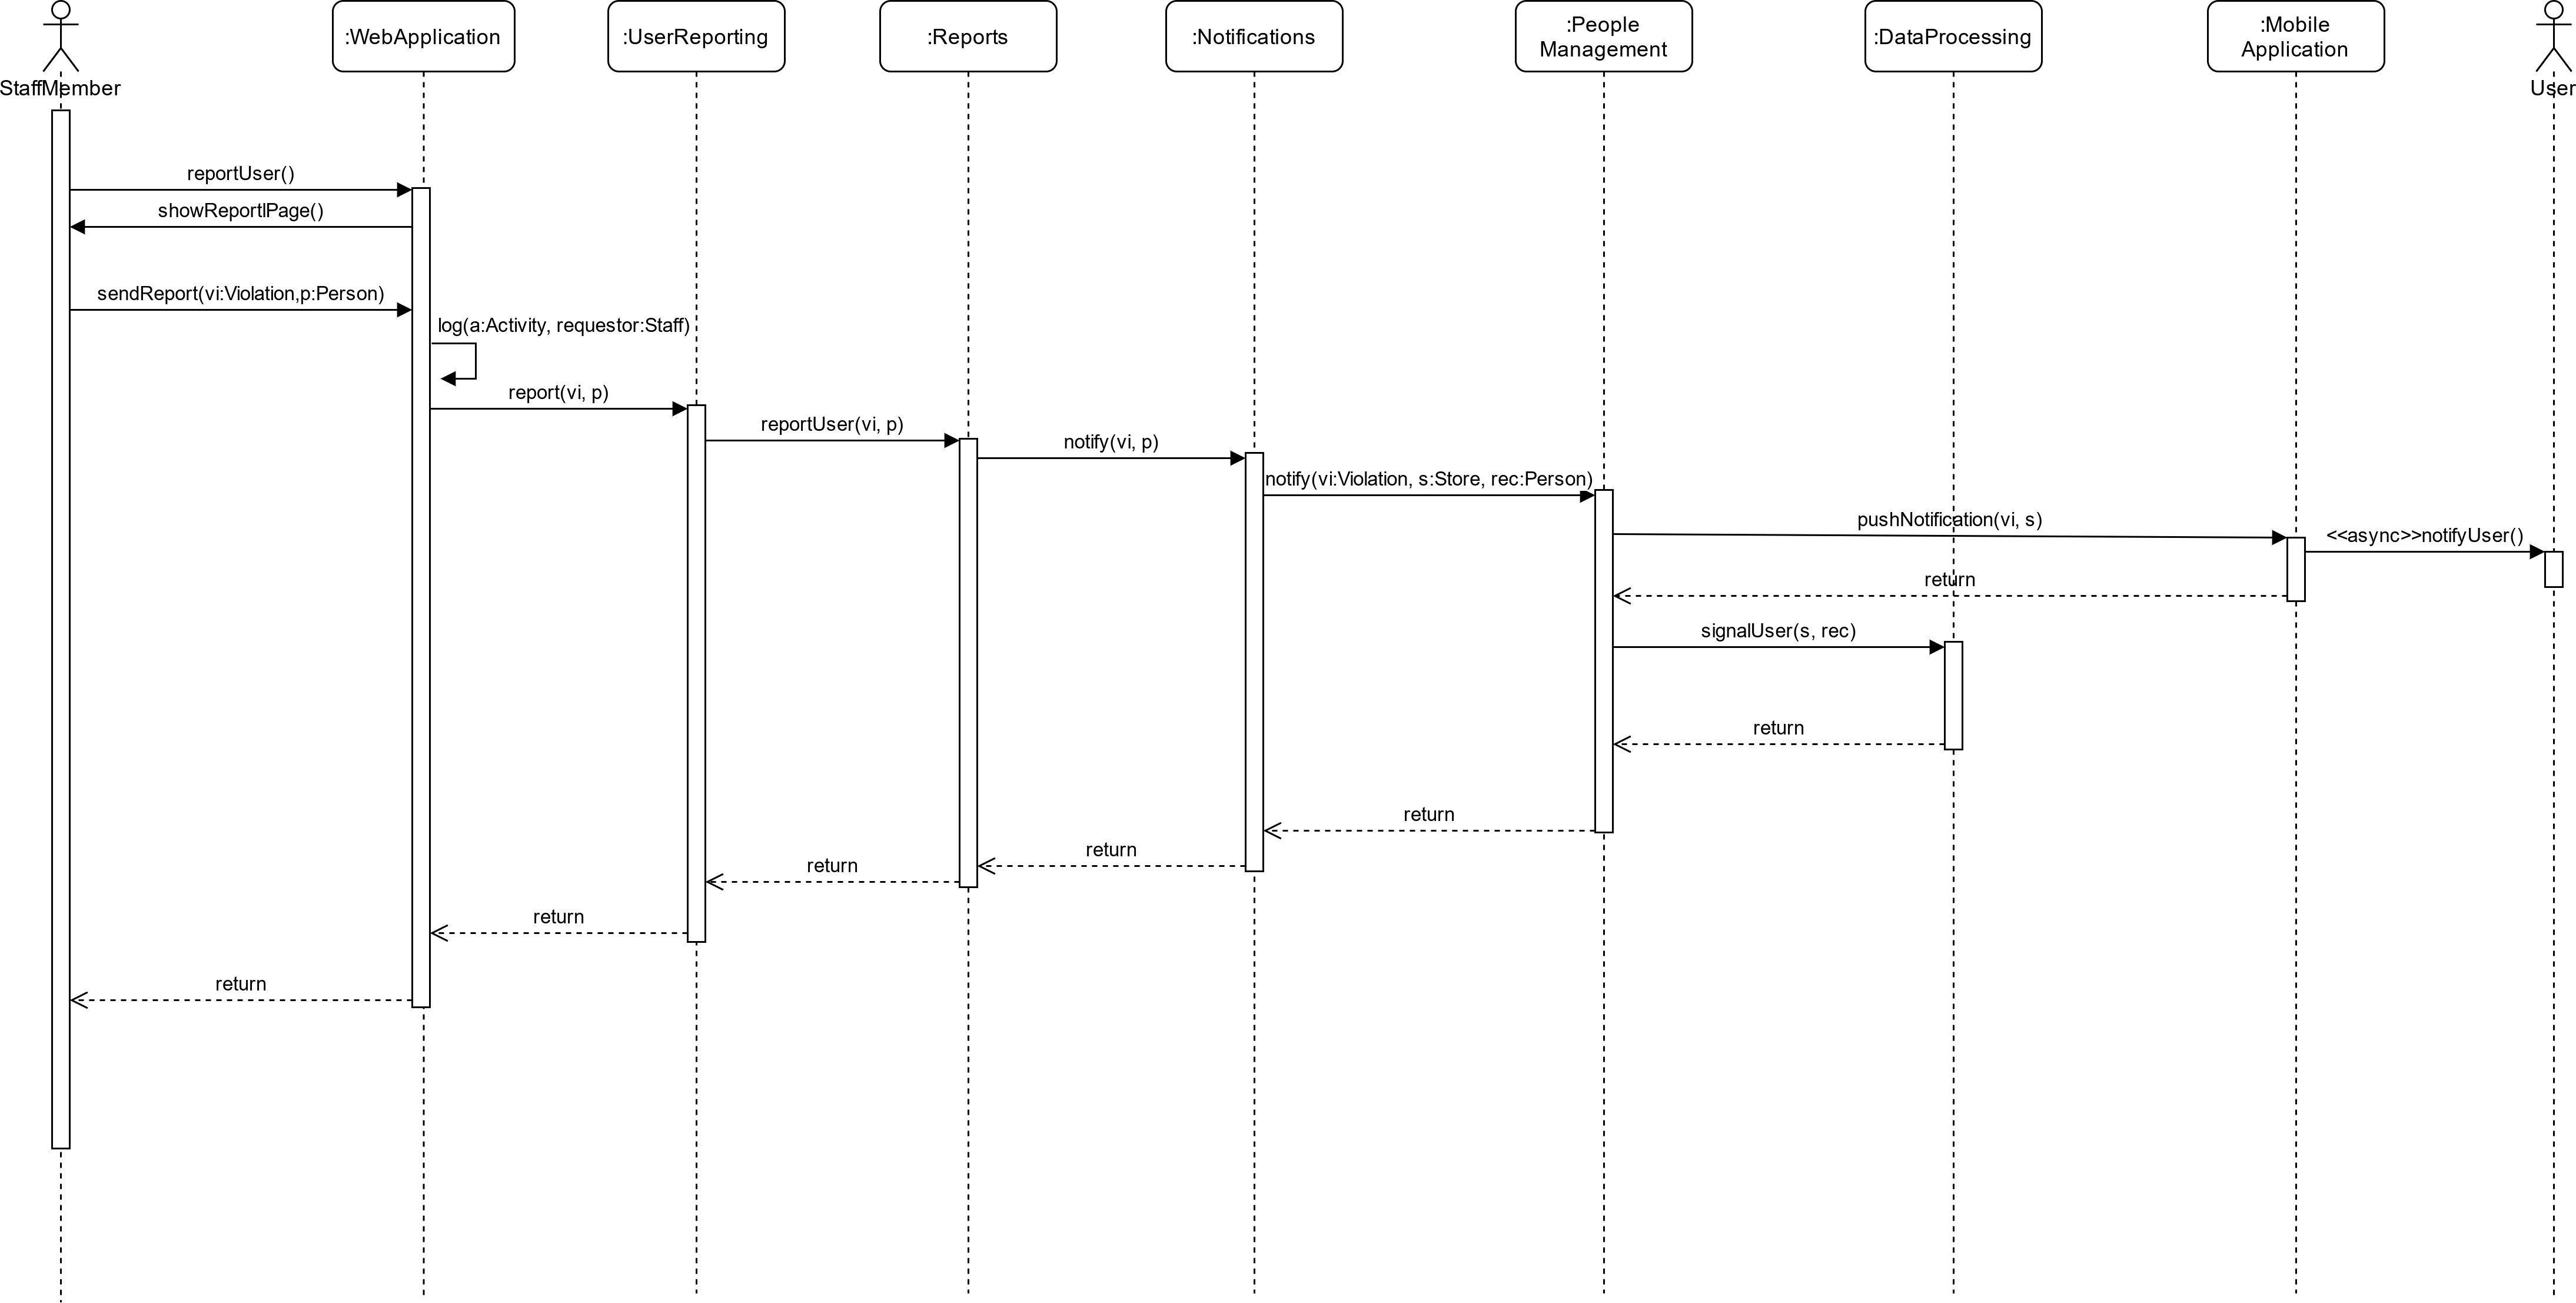 StaffMember
:WebApplication
:UserReporting
:Reports
:Notifications
:People
Management
:DataProcessing
:Mobile
Application
User
reportUser()
showReportlPage()
sendReport(vi:Violation,p:Person)
log(a:Activity, requestor:Staff)
report(vi, p)
reportUser(vi, p)
notify(vi, p)
notify(vi:Violation, s:Store, rec:Person)
pushNotification(vi, s)
<<async>>notifyUser()
return
signalUser(s, rec)
return
return
return
return
return
return